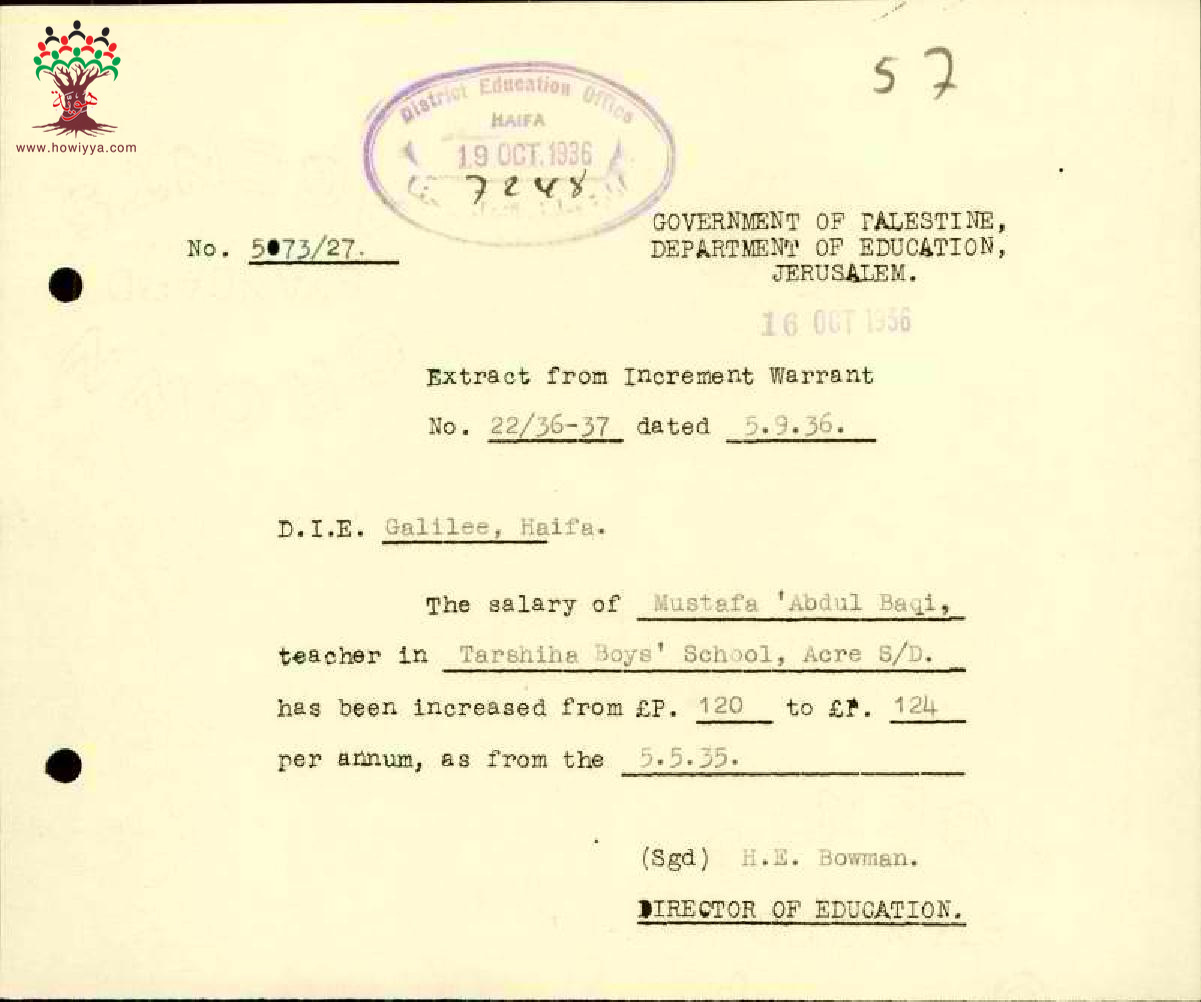 هوية
www.howiyya.com
57
District Education Office
HAIFA
19 OCT. 1936
7248
No. 5073/27.
GOVERNMENT OF PALESTINE,
DEPARTMENT OF EDUCATION,
JERUSALEM.
16 OCT 1936
Extract from Increment Warrant
No. 22/36-37 dated 5.9.36.
D.I.E. Galilee, Haifa.
The salary of Mustafa 'Abdul Baqi,
teacher in Tarshiha Boys' School, Acre S/D.
has been increased from £P. 120 to £P. 124
per annum, as from the 5.5.35.
(Sgd) H.E. Bowman.
DIRECTOR OF EDUCATION.